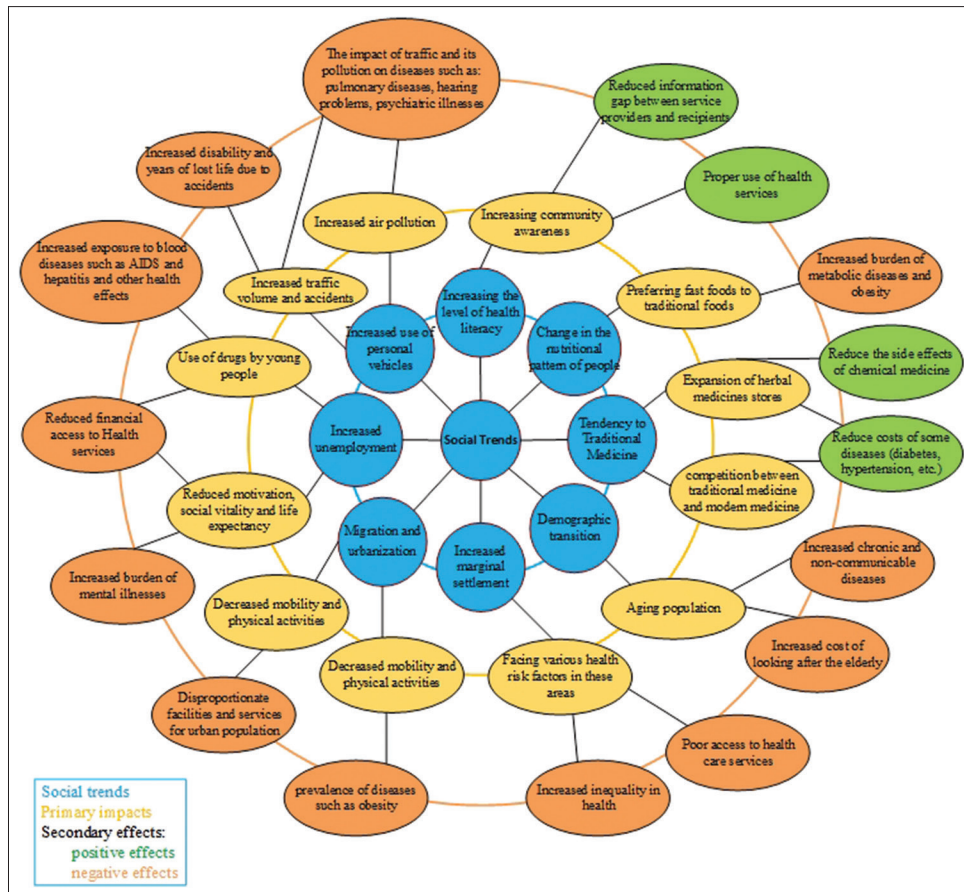 The impact of traffic and its
pollution on diseases such as:
pulmonary diseases, hearing
problems, psychiatric illnesses
Reduced information
gap between service
providers and recipients
Increased disability and
years of lost life due to
accidents
Proper use of health
services
Increased air pollution
Increasing community
awareness
Increased exposure to blood
diseases such as AIDS and
hepatitis and other health
effects
Increased traffic
volume and accidents
Increasing the
level of health
literacy
Preferring fast foods to
traditional foods
Increased burden of
metabolic diseases and
obesity
Increased use of
personal
vehicles
Change in the
nutritional
pattern of people
Use of drugs by young
people
Expansion of herbal
medicines stores
Reduce the side effects
of chemical medicine
Reduced financial
access to Health
services
Increased
unemployment
Social Trends
Tendency to
Traditional
Medicine
Reduce costs of some
diseases (diabetes,
hypertension, etc.)
Reduced motivation,
social vitality and life
expectancy
competition between
traditional medicine
and modern medicine
Migration and
urbanization
Increased
marginal
settlement
Demographic
transition
Increased burden of
mental illnesses
Increased chronic and
non-communicable
diseases
Decreased mobility and
physical activities
Aging population
Increased cost of
looking after the elderly
Decreased mobility and
physical activities
Facing various health
risk factors in these
areas
Disproportionate
facilities and services
for urban population
Poor access to health
care services
prevalence of diseases
such as obesity
Increased inequality in
health
Social trends
Primary impacts
Secondary effects:
positive effects
negative effects